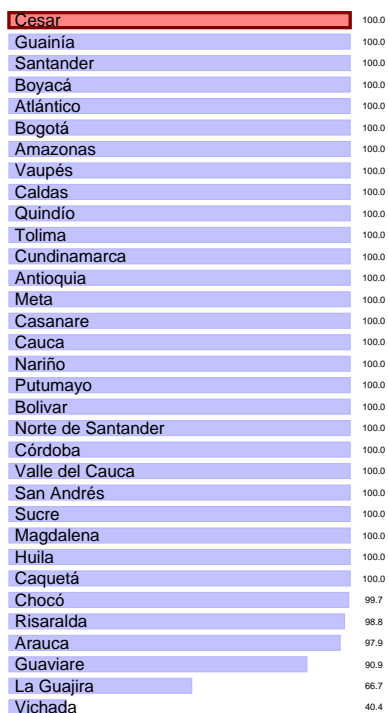 Cesar 100.0
Guainía 100.0
Santander 100.0
Boyacá 100.0
Atlántico 100.0
Bogotá 100.0
Amazonas 100.0
Vaupés 100.0
Caldas 100.0
Quindío 100.0
Tolima 100.0
Cundinamarca 100.0
Antioquia 100.0
Meta 100.0
Casanare 100.0
Cauca 100.0
Nariño 100.0
Putumayo 100.0
Bolivar 100.0
Norte de Santander 100.0
Córdoba 100.0
Valle del Cauca 100.0
San Andrés 100.0
Sucre 100.0
Magdalena 100.0
Huila 100.0
Caquetá 100.0
Chocó 99.7
Risaralda 98.8
Arauca 97.9
Guaviare 90.9
La Guajira 66.7
Vichada 40.4